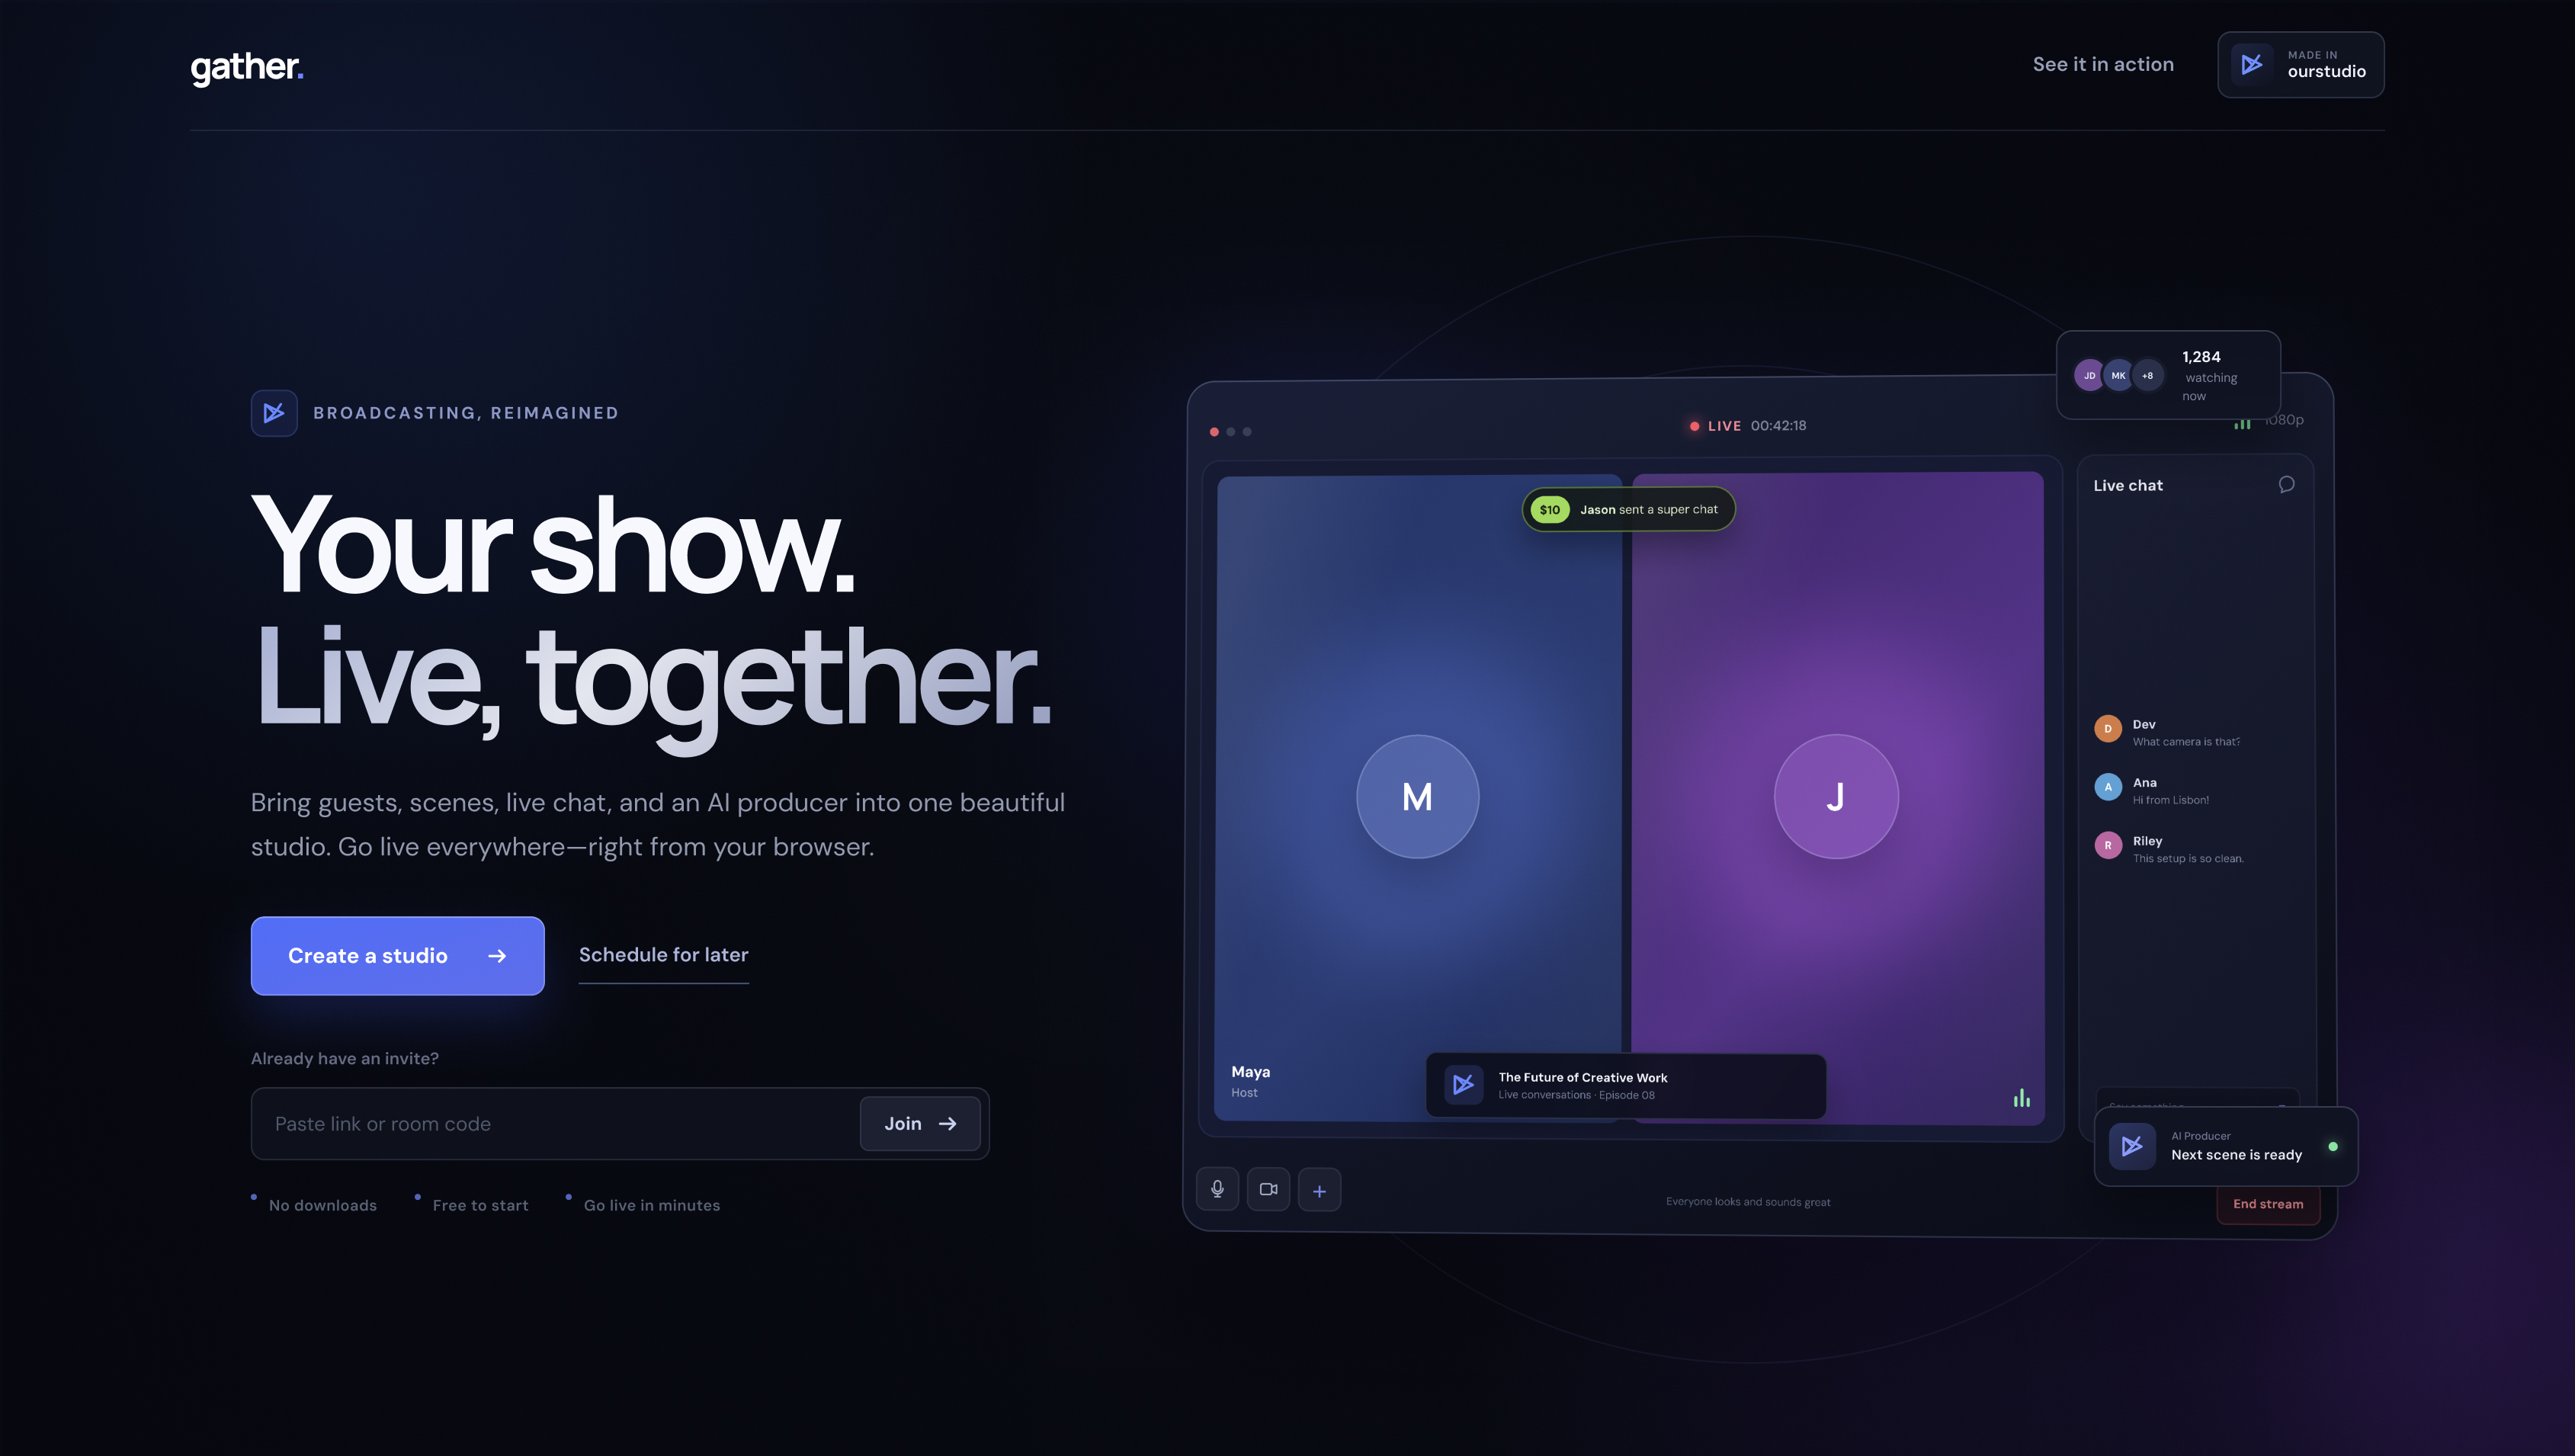 gather.
See it in action
MADE IN
ourstudio
BROADCASTING, REIMAGINED
Your show.
Live, together.
Bring guests, scenes, live chat, and an AI producer into one beautiful
studio. Go live everywhere—right from your browser.
Create a studio
Schedule for later
Already have an invite?
Paste link or room code
Join
No downloads
Free to start
Go live in minutes
JD
MK
+8
1,284
watching
now
LIVE 00:42:18
1080p
$10
Jason sent a super chat
M
J
Maya
Host
The Future of Creative Work
Live conversations · Episode 08
Live chat
D
Dev
What camera is that?
A
Ana
Hi from Lisbon!
R
Riley
This setup is so clean.
AI Producer
Next scene is ready
Everyone looks and sounds great
End stream